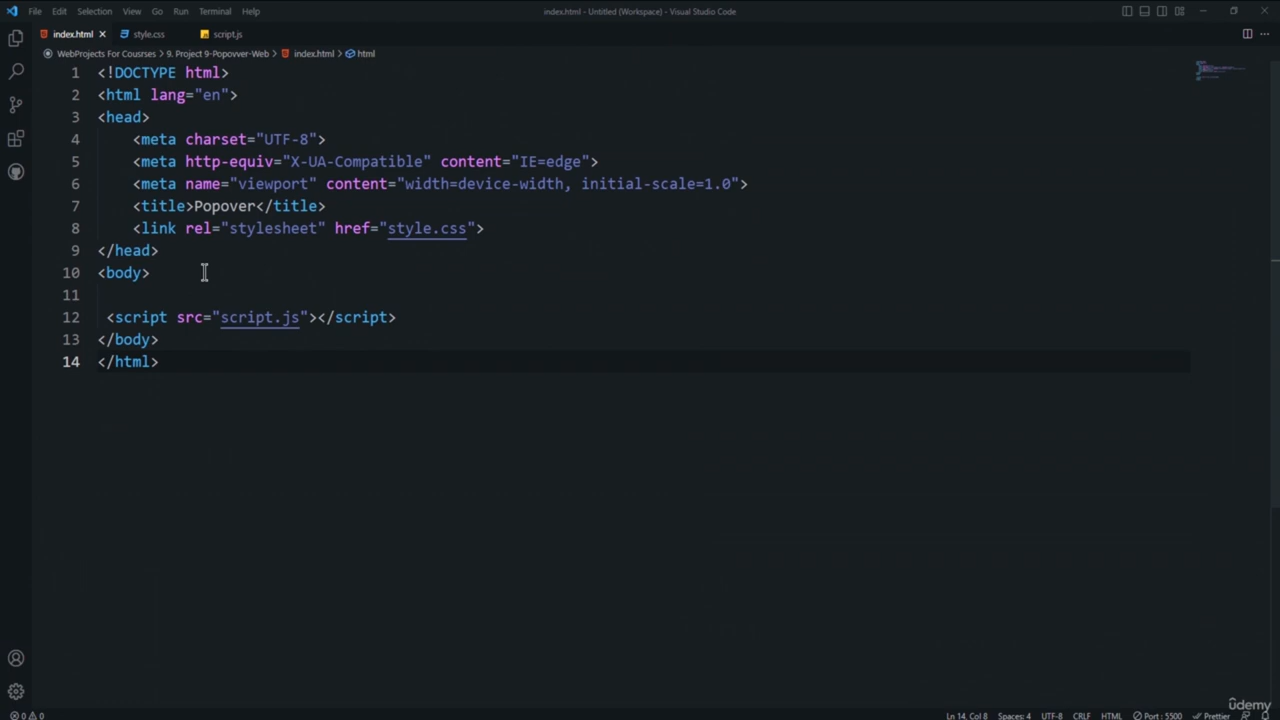 File Edit Selection View Go Run Terminal Help
index.html - Untitled (Workspace) - Visual Studio Code
index.html style.css script.js
WebProjects For Courrses > 9. Project 9-Popovver-Web > index.html > html
1 <!DOCTYPE html>
2 <html lang="en">
3 <head>
4 <meta charset="UTF-8">
5 <meta http-equiv="X-UA-Compatible" content="IE=edge">
6 <meta name="viewport" content="width=device-width, initial-scale=1.0">
7 <title>Popover</title>
8 <link rel="stylesheet" href="style.css">
9 </head>
10 <body>
11
12 <script src="script.js"></script>
13 </body>
14 </html>
udemy
0 0 Ln 14, Col 8 Spaces: 4 UTF-8 CRLF HTML Port : 5500 Prettier